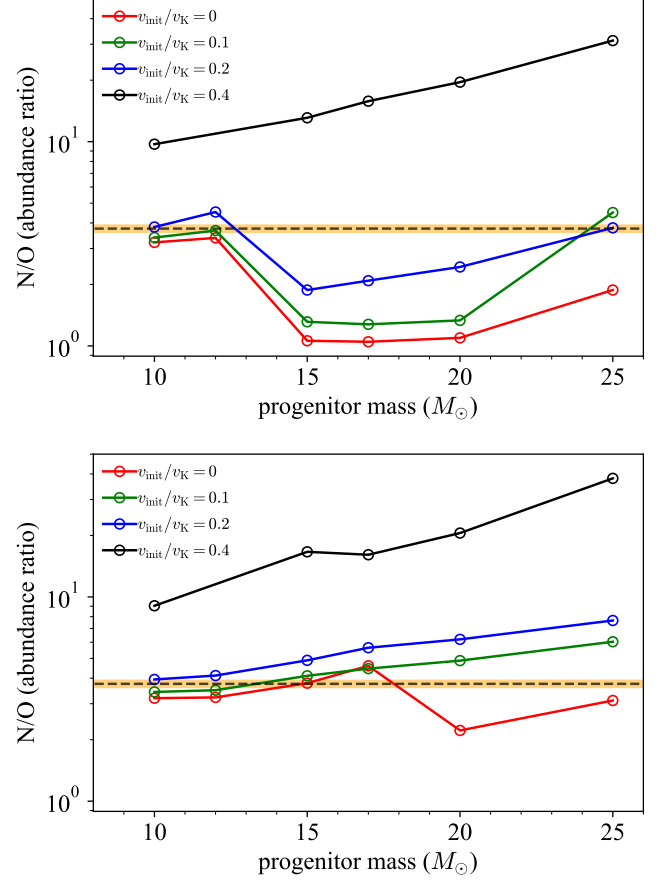 v_init/v_K = 0
v_init/v_K = 0.1
v_init/v_K = 0.2
v_init/v_K = 0.4
N/O (abundance ratio)
10^1
10^0
10 15 20 25
progenitor mass (M_⊙)
v_init/v_K = 0
v_init/v_K = 0.1
v_init/v_K = 0.2
v_init/v_K = 0.4
N/O (abundance ratio)
10^1
10^0
10 15 20 25
progenitor mass (M_⊙)